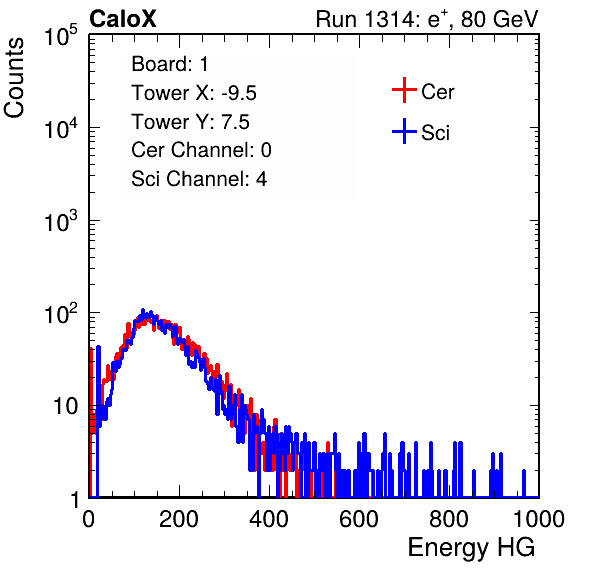 CaloX Run 1314: e⁺, 80 GeV
Counts
10⁵
10⁴
10³
10²
10
1
Board: 1
Tower X: -9.5
Tower Y: 7.5
Cer Channel: 0
Sci Channel: 4
Cer
Sci
0 200 400 600 800 1000
Energy HG